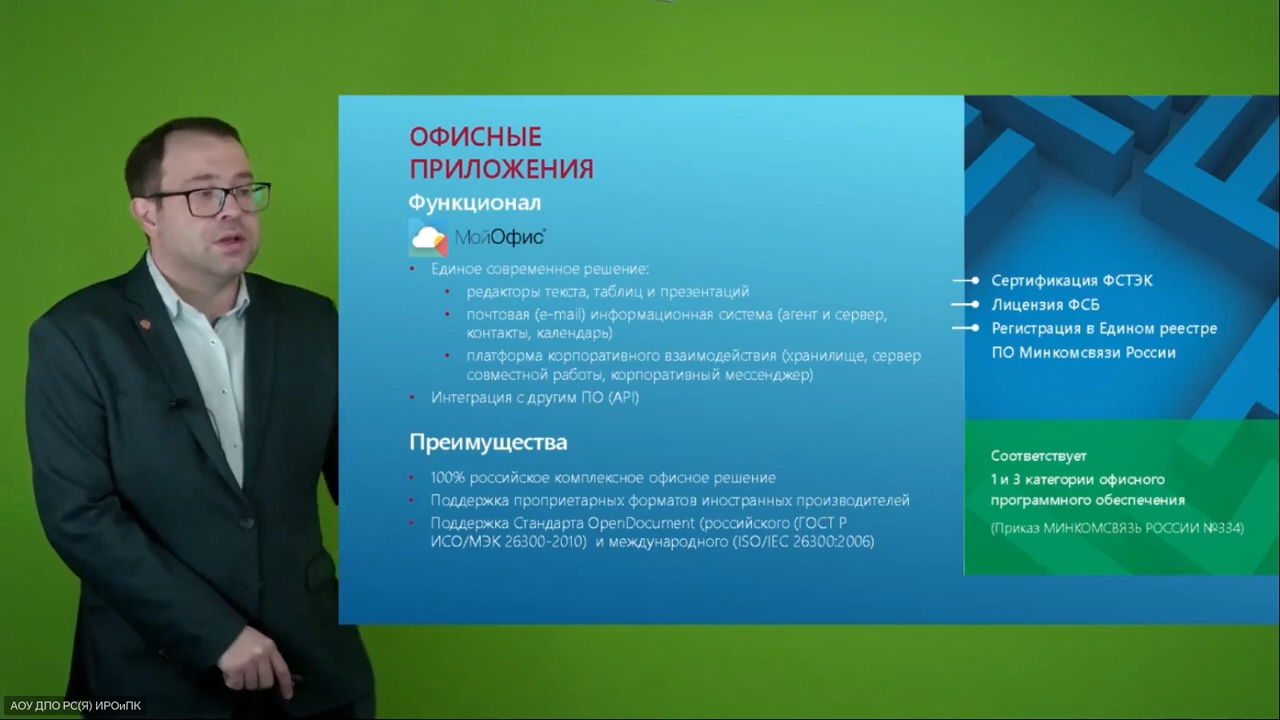 ОФИСНЫЕ
ПРИЛОЖЕНИЯ
Функционал
МойОфис®
• Единое современное решение:
• редакторы текста, таблиц и презентаций
• почтовая (e-mail) информационная система (агент и сервер,
контакты, календарь)
• платформа корпоративного взаимодействия (хранилище, сервер
совместной работы, корпоративный мессенджер)
• Интеграция с другим ПО (API)
Преимущества
• 100% российское комплексное офисное решение
• Поддержка проприетарных форматов иностранных производителей
• Поддержка Стандарта OpenDocument (российского (ГОСТ Р
ИСО/МЭК 26300-2010) и международного (ISO/IEC 26300:2006)
Сертификация ФСТЭК
Лицензия ФСБ
Регистрация в Едином реестре
ПО Минкомсвязи России
Соответствует
1 и 3 категории офисного
программного обеспечения
(Приказ МИНКОМСВЯЗЬ РОССИИ №334)
АОУ ДПО РС(Я) ИРОиПК